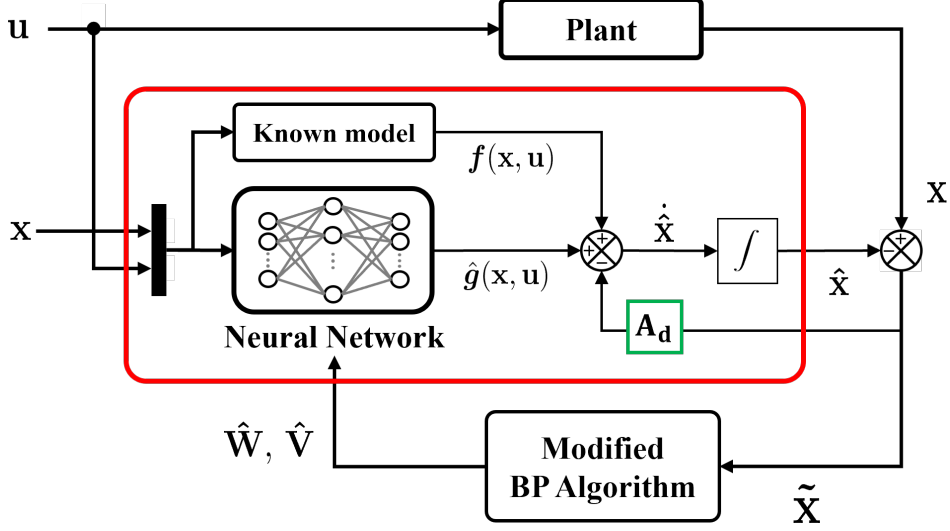 u
Plant
Known model
f(x, u)
x
x
+
+
+
−
ẋ̂
∫
−
+
ĝ(x, u)
x̂
Neural Network
A_d
Ŵ, V̂
Modified
BP Algorithm
x̃